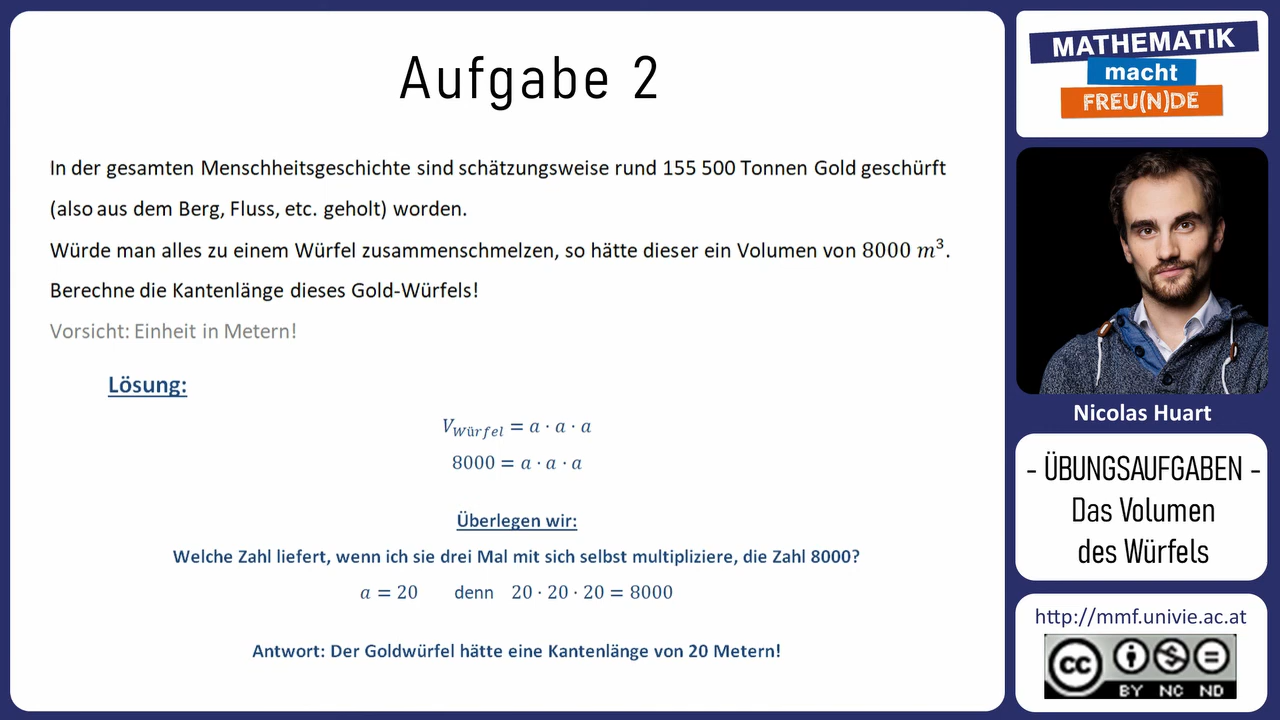 Aufgabe 2
In der gesamten Menschheitsgeschichte sind schätzungsweise rund 155 500 Tonnen Gold geschürft
(also aus dem Berg, Fluss, etc. geholt) worden.
Würde man alles zu einem Würfel zusammenschmelzen, so hätte dieser ein Volumen von 8000 m³.
Berechne die Kantenlänge dieses Gold-Würfels!
Vorsicht: Einheit in Metern!
Lösung:
V_Würfel = a · a · a
8000 = a · a · a
Überlegen wir:
Welche Zahl liefert, wenn ich sie drei Mal mit sich selbst multipliziere, die Zahl 8000?
a = 20 denn 20 · 20 · 20 = 8000
Antwort: Der Goldwürfel hätte eine Kantenlänge von 20 Metern!
MATHEMATIK
macht
FREU(N)DE
Nicolas Huart
- ÜBUNGSAUFGABEN -
Das Volumen
des Würfels
http://mmf.univie.ac.at
cc
BY NC ND